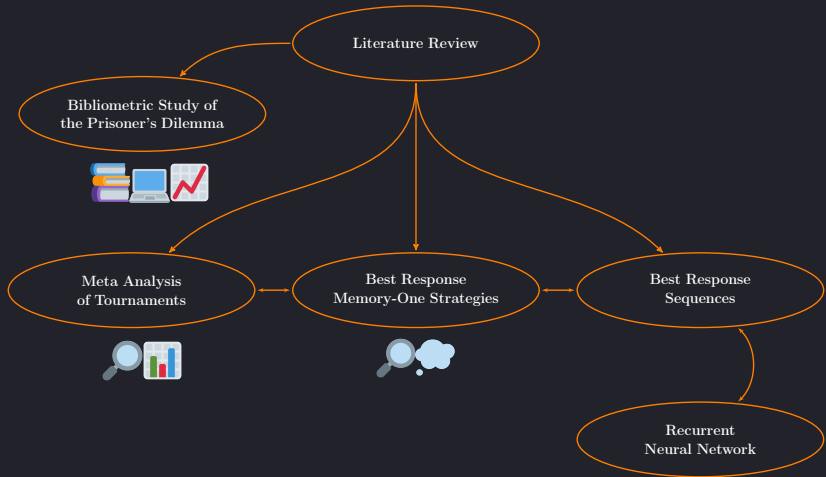 Literature Review
Bibliometric Study of
the Prisoner's Dilemma
Meta Analysis
of Tournaments
Best Response
Memory-One Strategies
Best Response
Sequences
Recurrent
Neural Network